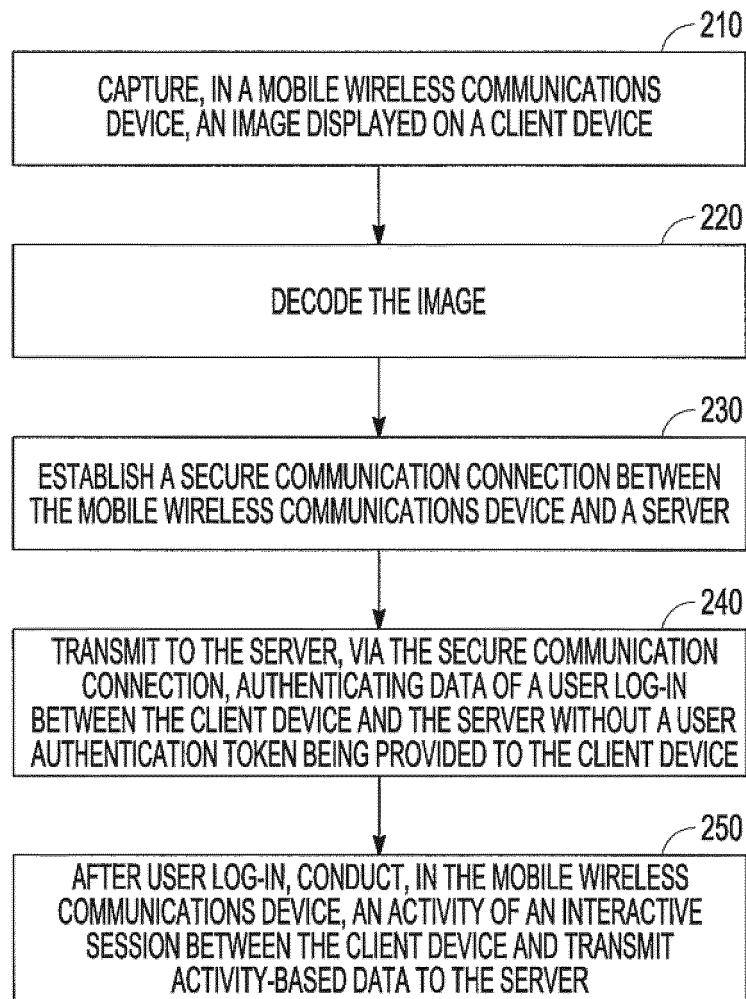 210
CAPTURE, IN A MOBILE WIRELESS COMMUNICATIONS
DEVICE, AN IMAGE DISPLAYED ON A CLIENT DEVICE
220
DECODE THE IMAGE
230
ESTABLISH A SECURE COMMUNICATION CONNECTION BETWEEN
THE MOBILE WIRELESS COMMUNICATIONS DEVICE AND A SERVER
240
TRANSMIT TO THE SERVER, VIA THE SECURE COMMUNICATION
CONNECTION, AUTHENTICATING DATA OF A USER LOG-IN
BETWEEN THE CLIENT DEVICE AND THE SERVER WITHOUT A USER
AUTHENTICATION TOKEN BEING PROVIDED TO THE CLIENT DEVICE
250
AFTER USER LOG-IN, CONDUCT, IN THE MOBILE WIRELESS
COMMUNICATIONS DEVICE, AN ACTIVITY OF AN INTERACTIVE
SESSION BETWEEN THE CLIENT DEVICE AND TRANSMIT
ACTIVITY-BASED DATA TO THE SERVER